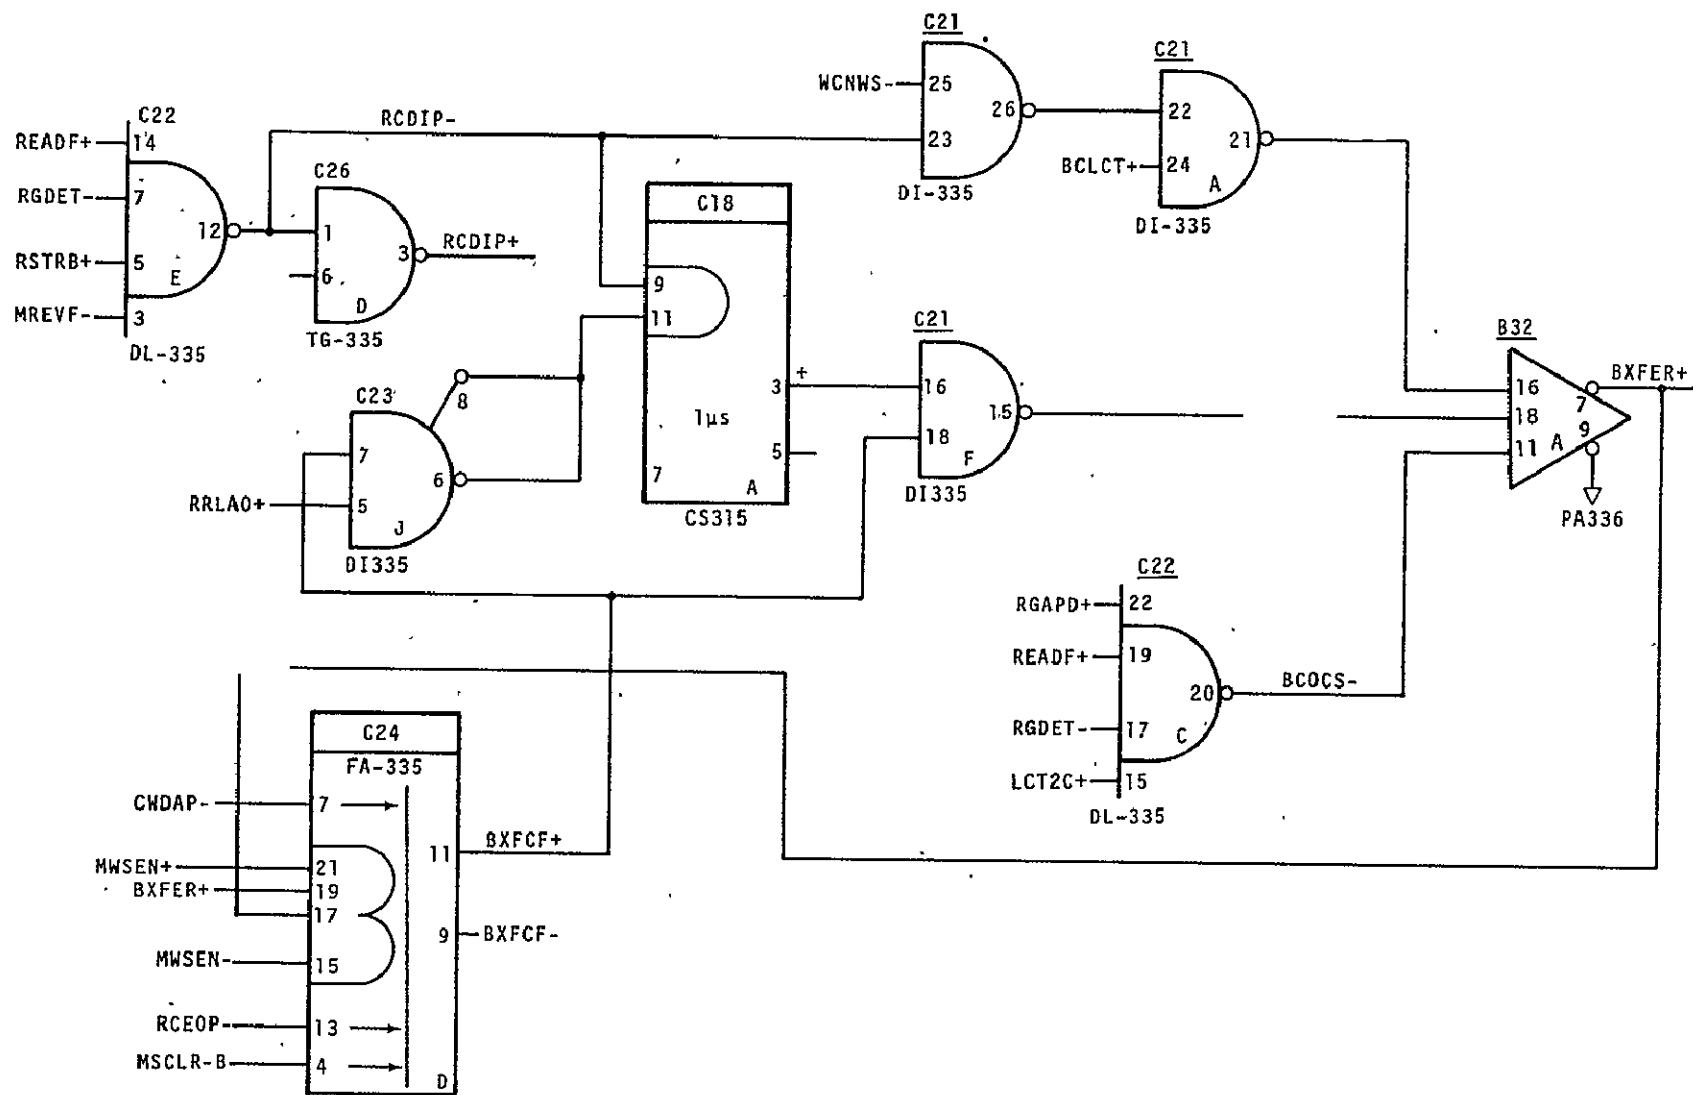 C21
WCNWS- 25
26
23
DI-335
C21
22
21
BCLCT+ 24
A
DI-335
C22
READF+ 14
RGDET- 7
12
RSTRB+ 5
E
MREVF- 3
DL-335
RCDIP-
C26
1
3
RCDIP+
6
D
TG-335
C18
9
11
3 +
1μs
5
7
A
CS315
C23
8
7
6
RRLAO+ 5
J
DI335
C21
16
15
18
F
DI335
B32
16
7
BXFER+
18
9
11
A
PA336
C22
RGAPD+ 22
READF+ 19
20
BCOCS-
RGDET- 17
C
LCT2C+ 15
DL-335
C24
FA-335
CWDAP- 7
11
BXFCF+
MWSEN+ 21
BXFER+ 19
17
9
BXFCF-
MWSEN- 15
RCEOP- 13
MSCLR-B 4
D